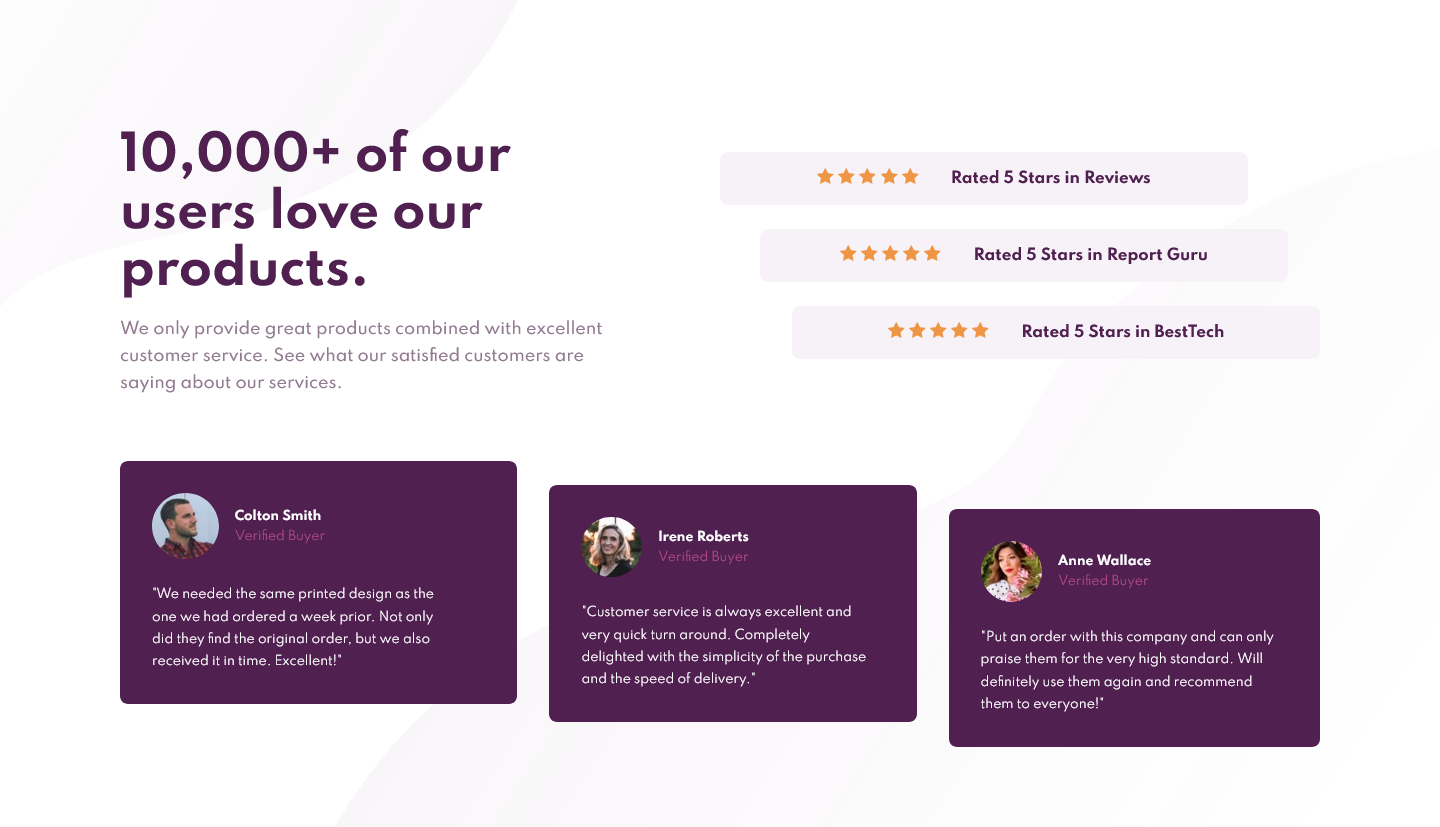 10,000+ of our
users love our
products.
We only provide great products combined with excellent
customer service. See what our satisfied customers are
saying about our services.
Rated 5 Stars in Reviews
Rated 5 Stars in Report Guru
Rated 5 Stars in BestTech
Colton Smith
Verified Buyer
"We needed the same printed design as the
one we had ordered a week prior. Not only
did they find the original order, but we also
received it in time. Excellent!"
Irene Roberts
Verified Buyer
"Customer service is always excellent and
very quick turn around. Completely
delighted with the simplicity of the purchase
and the speed of delivery."
Anne Wallace
Verified Buyer
"Put an order with this company and can only
praise them for the very high standard. Will
definitely use them again and recommend
them to everyone!"